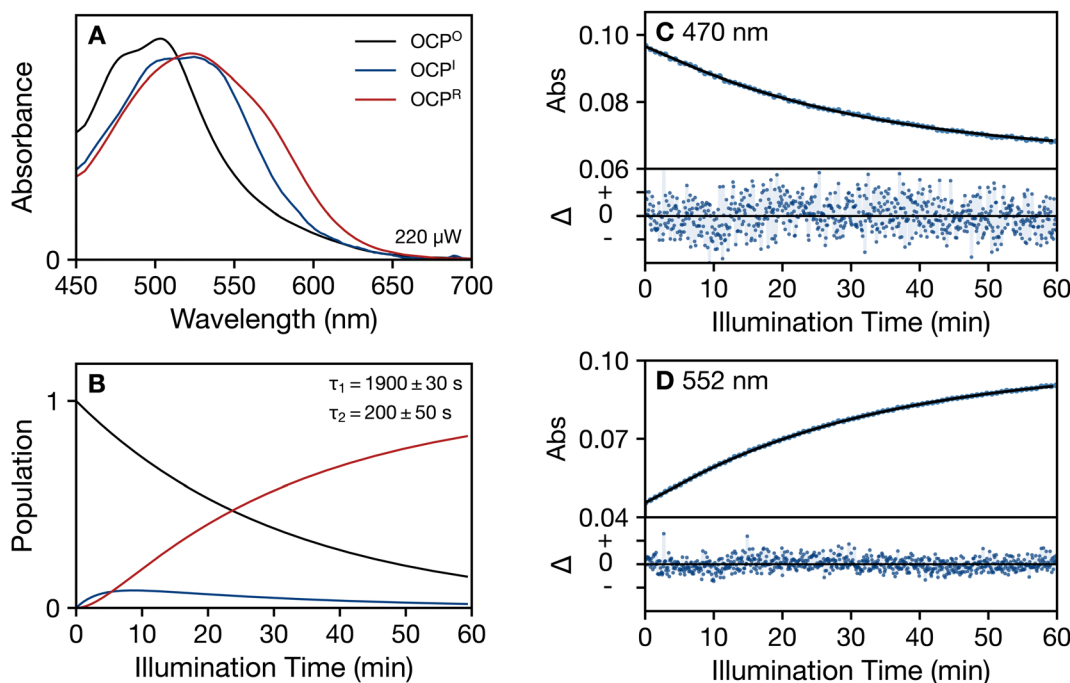 A
OCPᴼ
OCPᴵ
OCPᴿ
220 µW
Absorbance
0
450 500 550 600 650 700
Wavelength (nm)
B
τ₁ = 1900 ± 30 s
τ₂ = 200 ± 50 s
1
Population
0
0 10 20 30 40 50 60
Illumination Time (min)
C 470 nm
0.10
Abs
0.08
0.06
+
Δ 0
-
0 10 20 30 40 50 60
Illumination Time (min)
D 552 nm
0.10
Abs
0.07
0.04
+
Δ 0
-
0 10 20 30 40 50 60
Illumination Time (min)